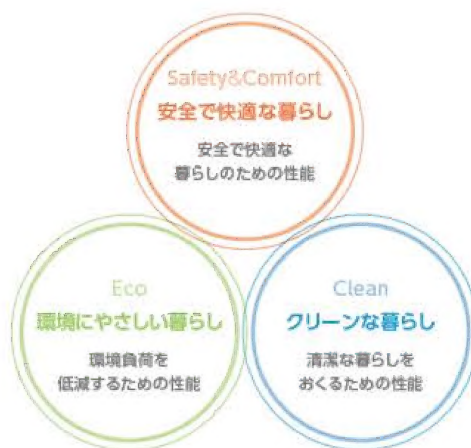 Safety&Comfort
安全で快適な暮らし
安全で快適な
暮らしのための性能
Eco
環境にやさしい暮らし
環境負荷を
低減するための性能
Clean
クリーンな暮らし
清潔な暮らしを
おくるための性能